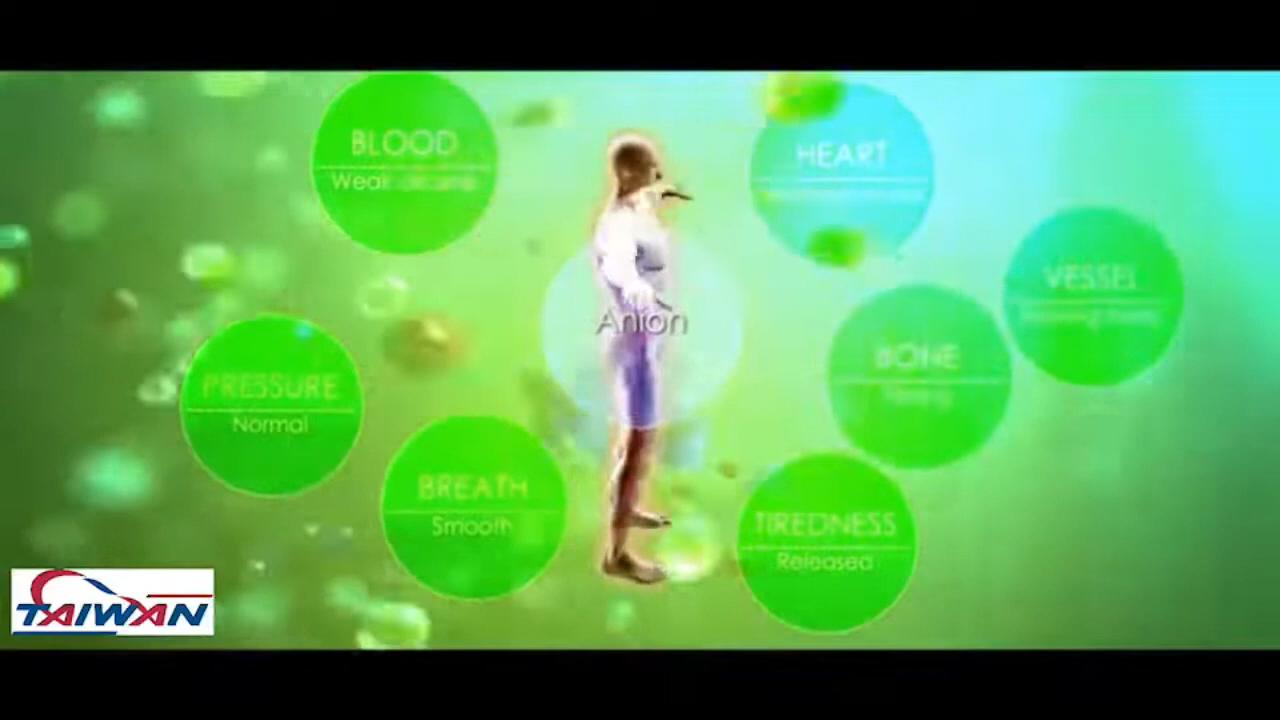 BLOOD
Weak
HEART
VESSEL
Anion
BONE
PRESSURE
Normal
BREATH
Smooth
TIREDNESS
Released
TAIWAN